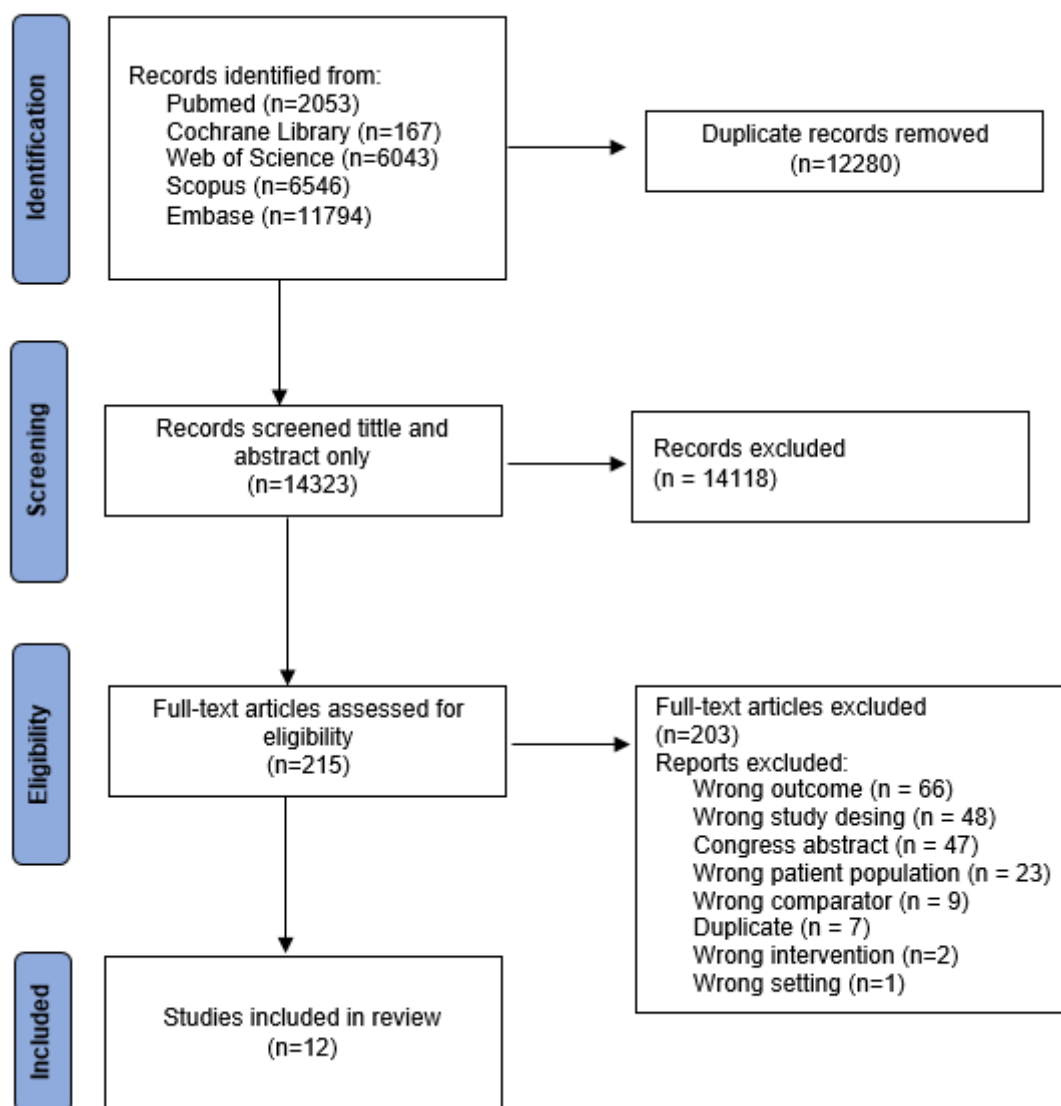 Identification
Records identified from:
Pubmed (n=2053)
Cochrane Library (n=167)
Web of Science (n=6043)
Scopus (n=6546)
Embase (n=11794)
Duplicate records removed
(n=12280)
Screening
Records screened tittle and
abstract only
(n=14323)
Records excluded
(n = 14118)
Eligibility
Full-text articles assessed for
eligibility
(n=215)
Full-text articles excluded
(n=203)
Reports excluded:
Wrong outcome (n = 66)
Wrong study desing (n = 48)
Congress abstract (n = 47)
Wrong patient population (n = 23)
Wrong comparator (n = 9)
Duplicate (n = 7)
Wrong intervention (n=2)
Wrong setting (n=1)
Included
Studies included in review
(n=12)